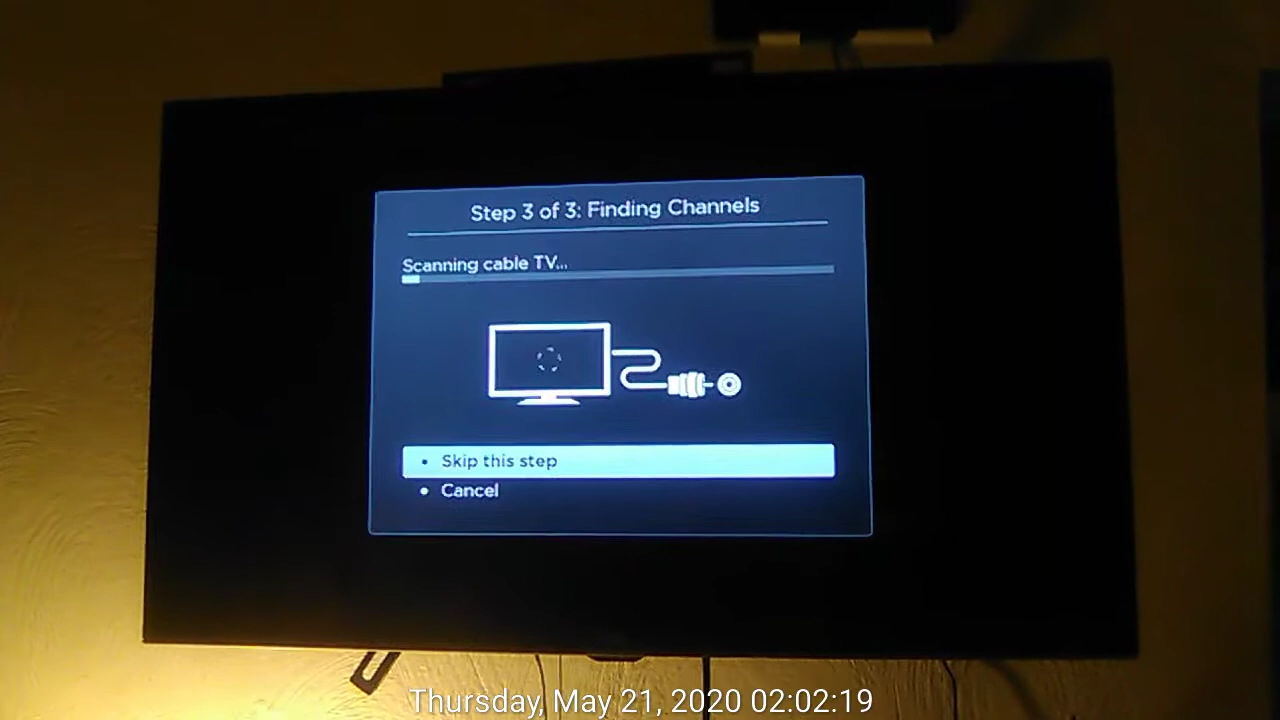 Step 3 of 3: Finding Channels
Scanning cable TV...
• Skip this step
• Cancel
Thursday, May 21, 2020 02:02:19